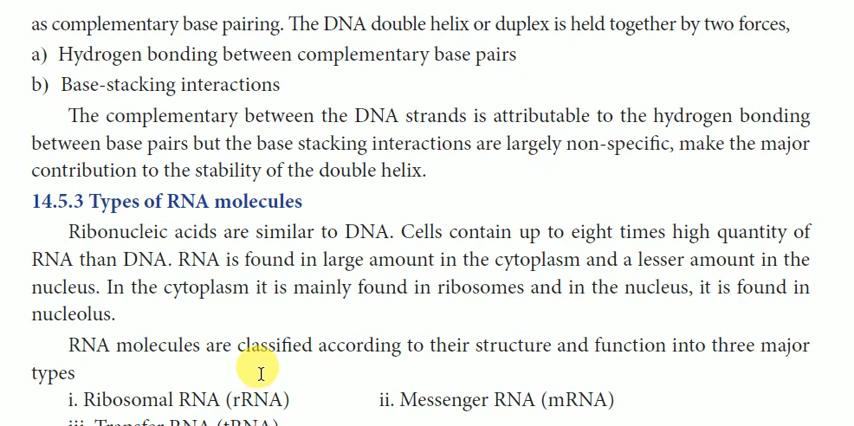 as complementary base pairing. The DNA double helix or duplex is held together by two forces,
a) Hydrogen bonding between complementary base pairs
b) Base-stacking interactions
The complementary between the DNA strands is attributable to the hydrogen bonding
between base pairs but the base stacking interactions are largely non-specific, make the major
contribution to the stability of the double helix.
14.5.3 Types of RNA molecules
Ribonucleic acids are similar to DNA. Cells contain up to eight times high quantity of
RNA than DNA. RNA is found in large amount in the cytoplasm and a lesser amount in the
nucleus. In the cytoplasm it is mainly found in ribosomes and in the nucleus, it is found in
nucleolus.
RNA molecules are classified according to their structure and function into three major
types
i. Ribosomal RNA (rRNA) ii. Messenger RNA (mRNA)
iii. Transfer RNA (tRNA)